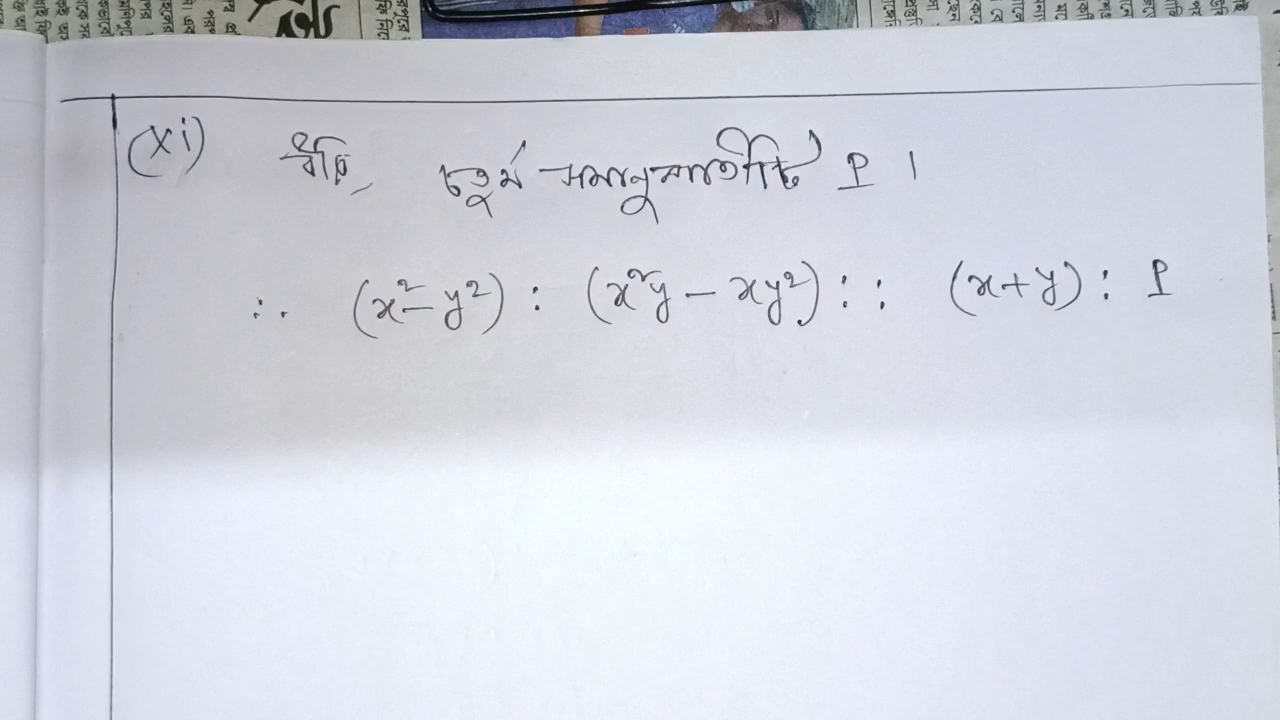 (xi) ধরি, চতুর্থ সমানুপাতীটি P ।
∴ (x²-y²) : (x²y - xy²) :: (x+y) : P